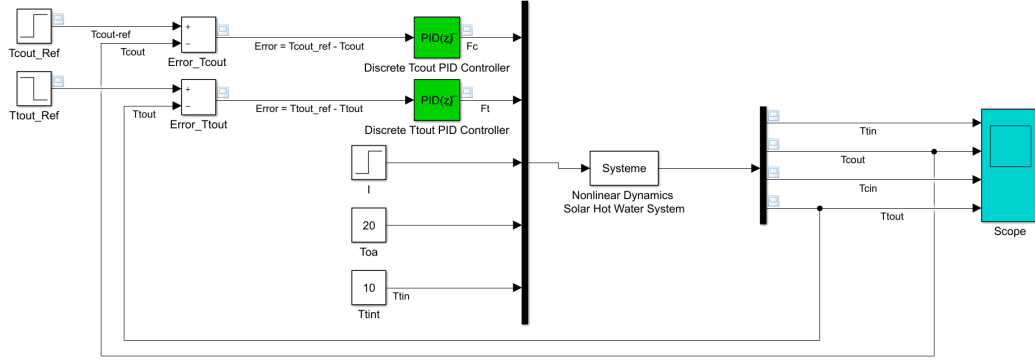 Tcout_Ref
Tcout-ref
Tcout
+
−
Error_Tcout
Error = Tcout_ref - Tcout
PID(z)
Fc
Discrete Tcout PID Controller
Ttout_Ref
Ttout
+
−
Error_Ttout
Error = Ttout_ref - Ttout
PID(z)
Ft
Discrete Ttout PID Controller
I
20
Toa
10
Ttin
Ttint
Systeme
Nonlinear Dynamics
Solar Hot Water System
Ttin
Tcout
Tcin
Ttout
Scope